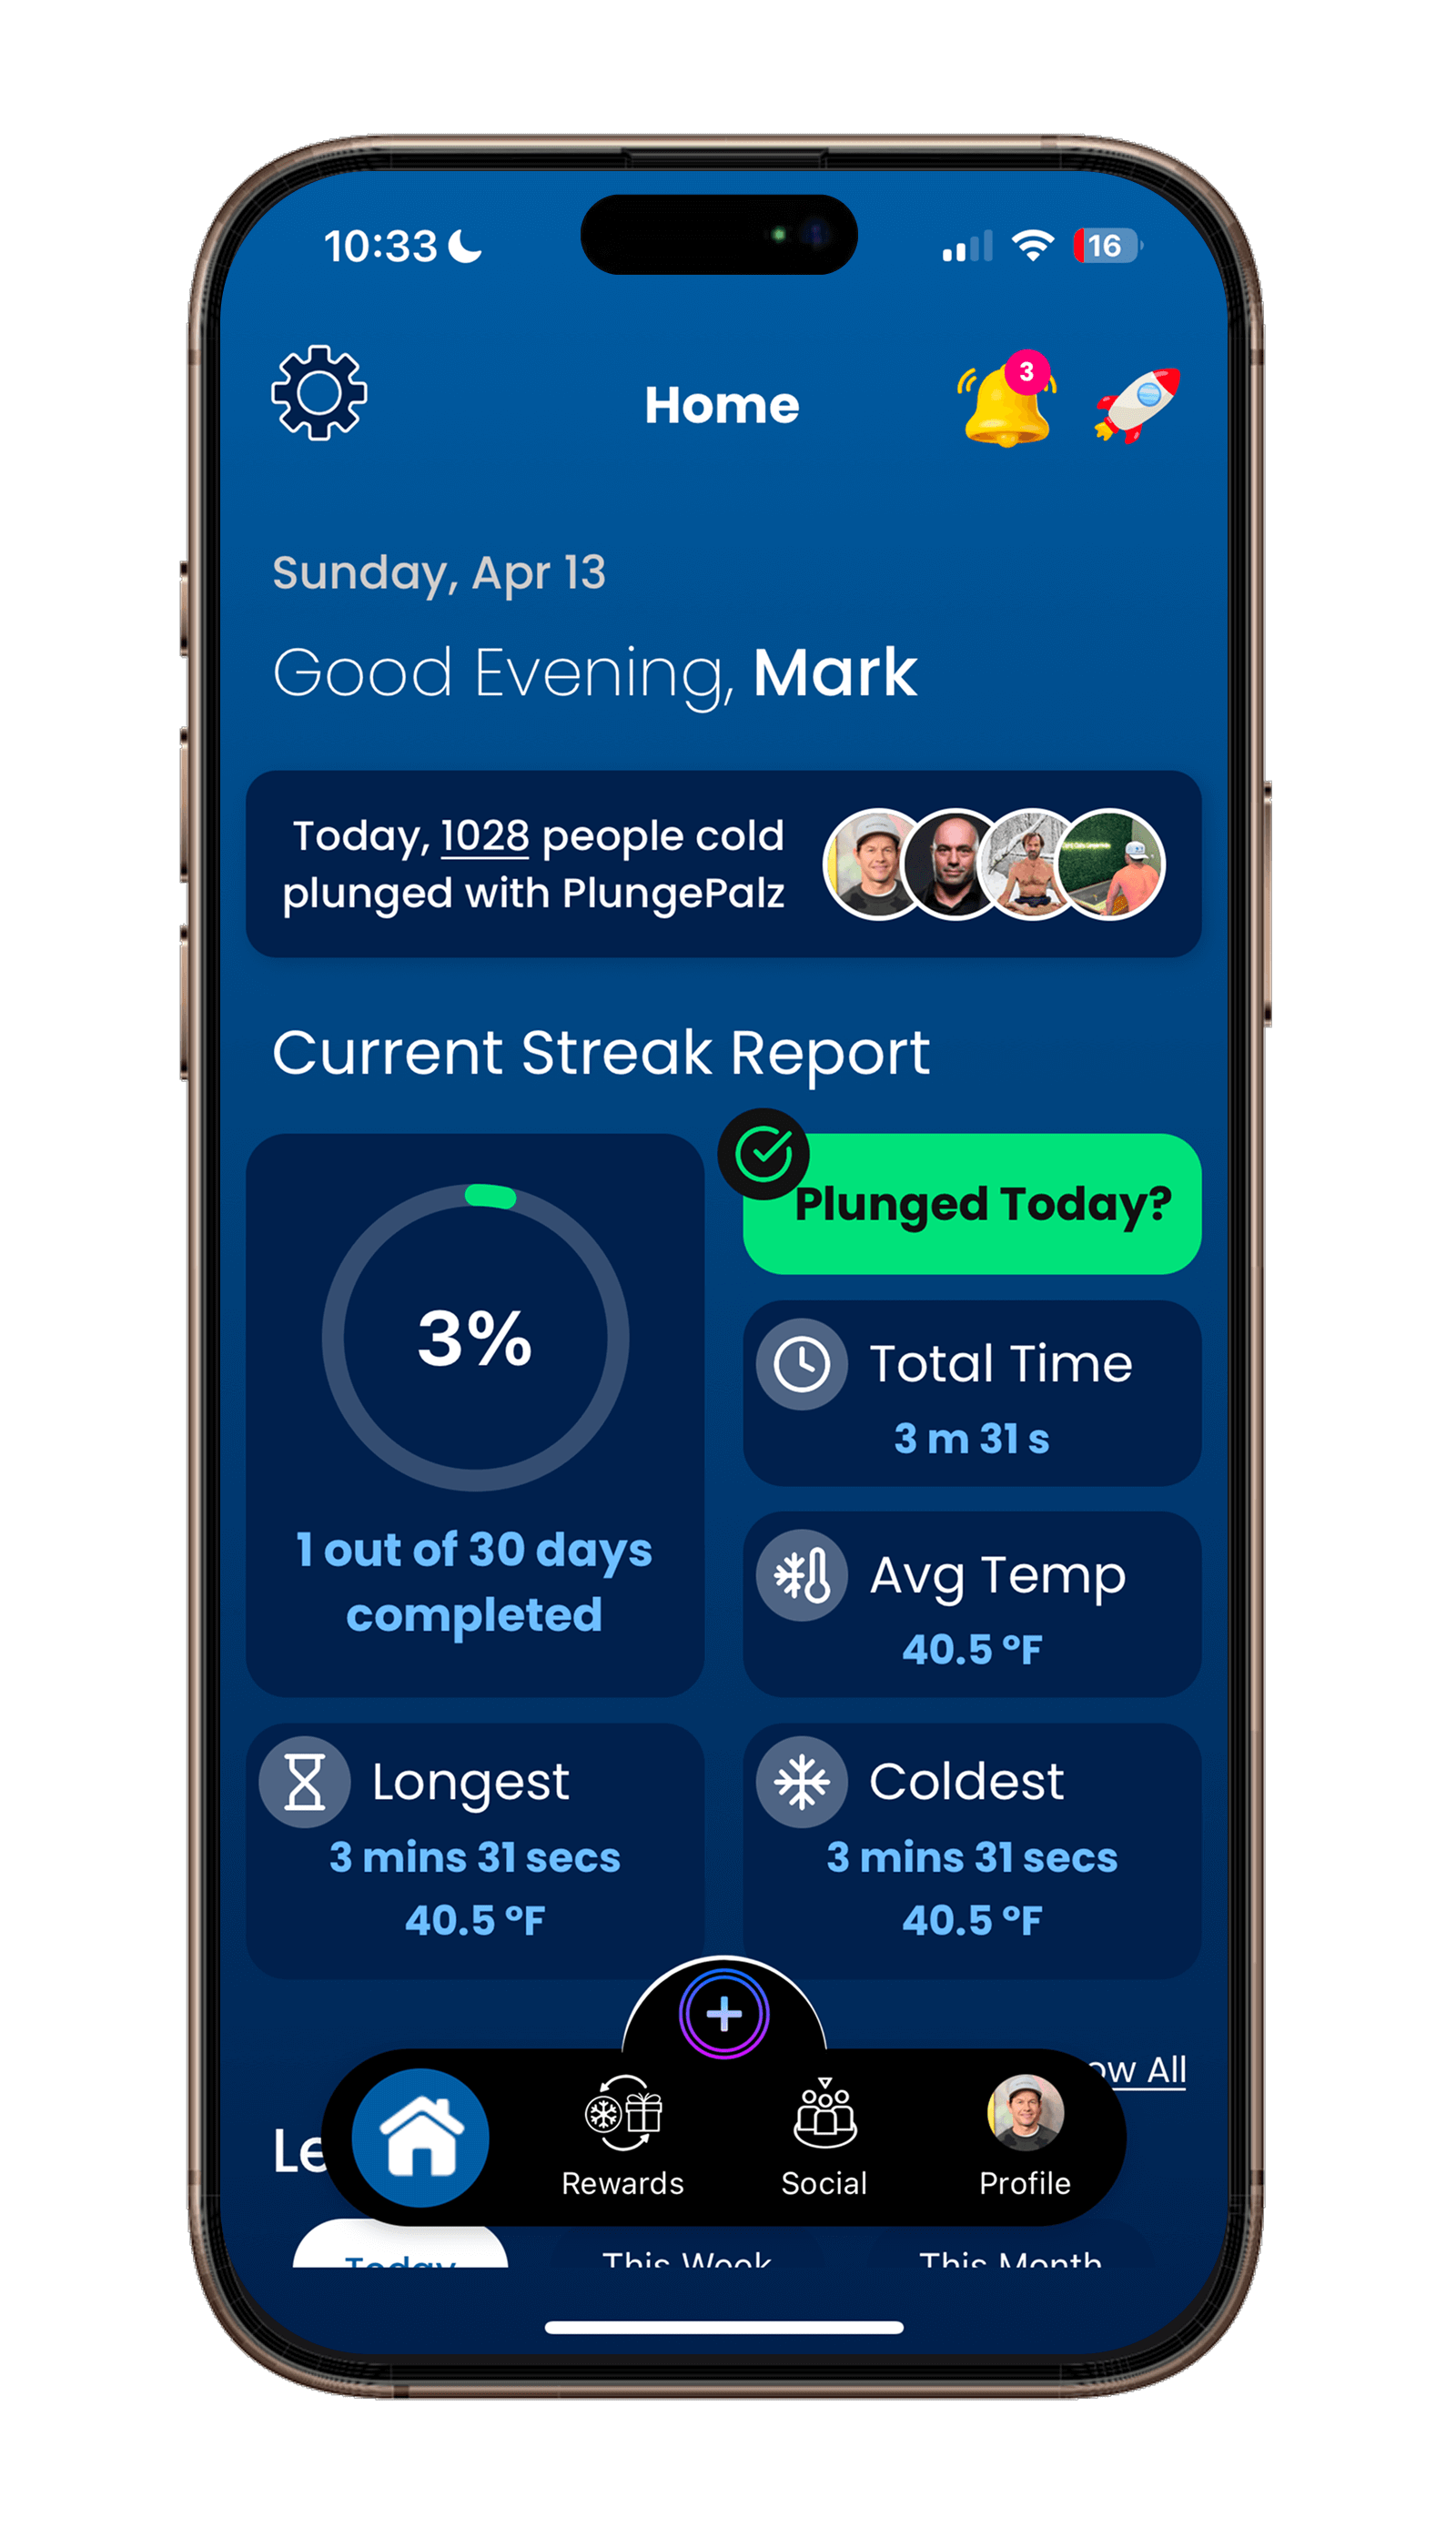 10:33
16
3
Home
Sunday, Apr 13
Good Evening, Mark
Today, 1028 people cold
plunged with PlungePalz
Current Streak Report
Plunged Today?
3%
1 out of 30 days
completed
Total Time
3 m 31 s
Avg Temp
40.5 °F
Longest
3 mins 31 secs
40.5 °F
Coldest
3 mins 31 secs
40.5 °F
ow All
Le
Rewards
Social
Profile
Today
This Week
This Month